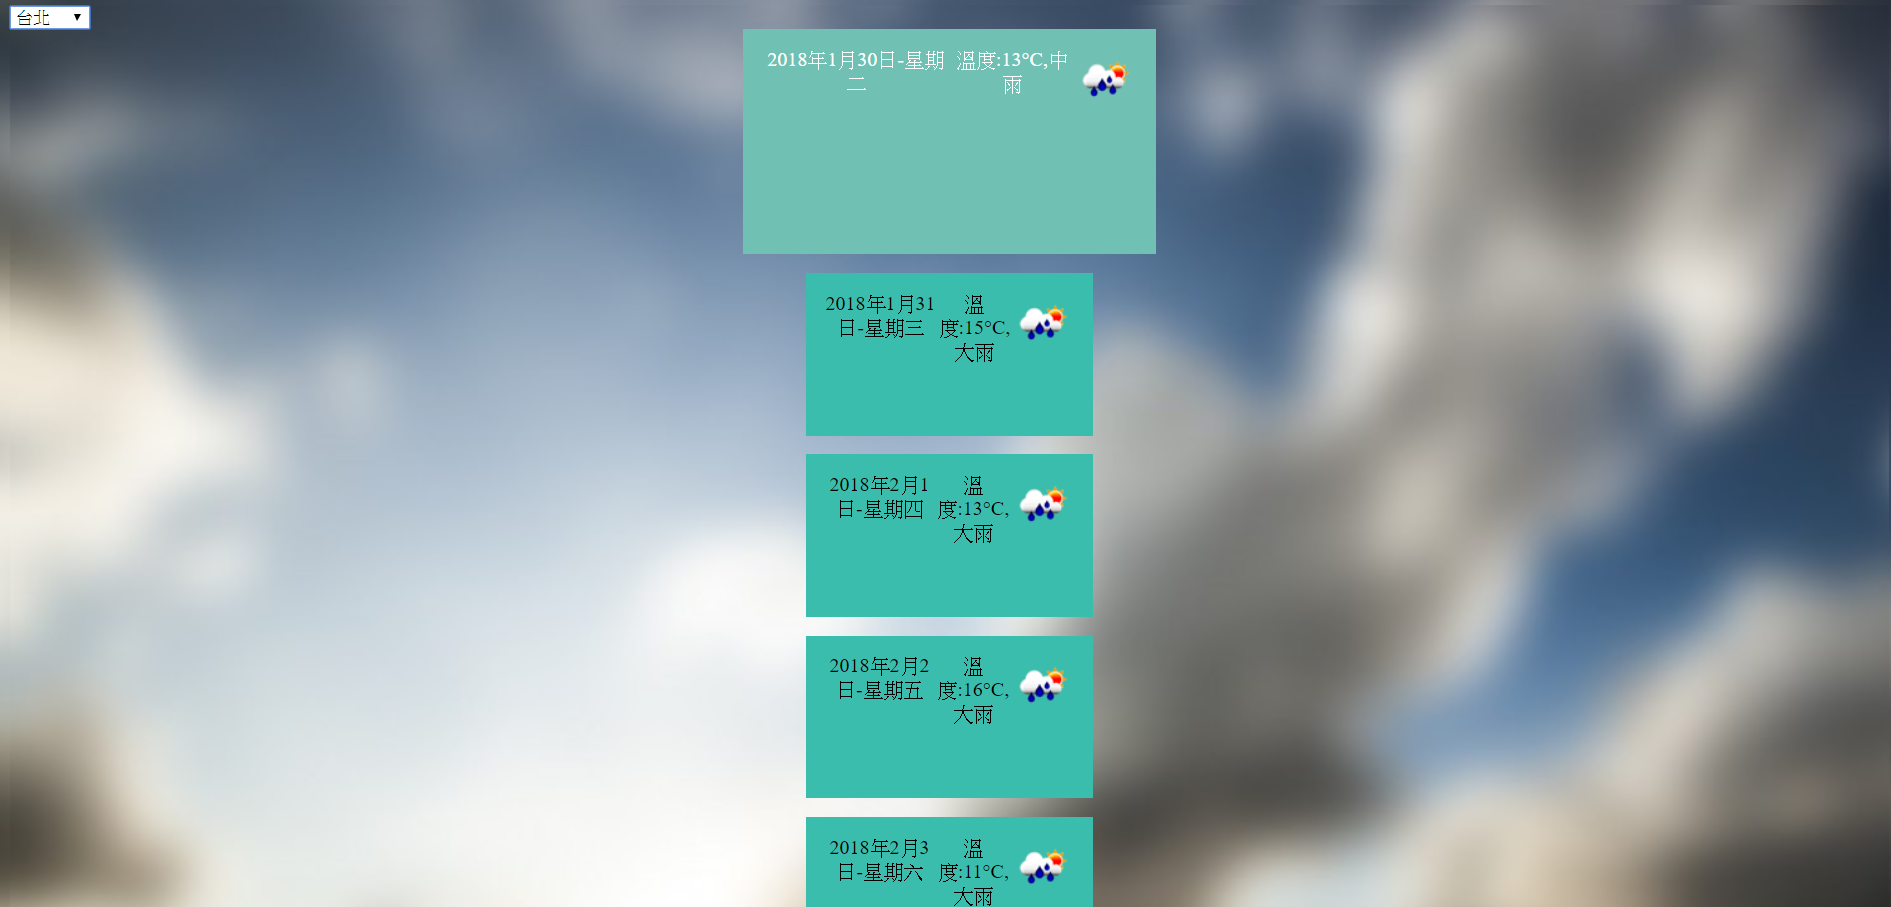 台北
2018年1月30日-星期
二
溫度:13°C,中
雨
2018年1月31
日-星期三
溫
度:15°C,
大雨
2018年2月1
日-星期四
溫
度:13°C,
大雨
2018年2月2
日-星期五
溫
度:16°C,
大雨
2018年2月3
日-星期六
溫
度:11°C,
大雨